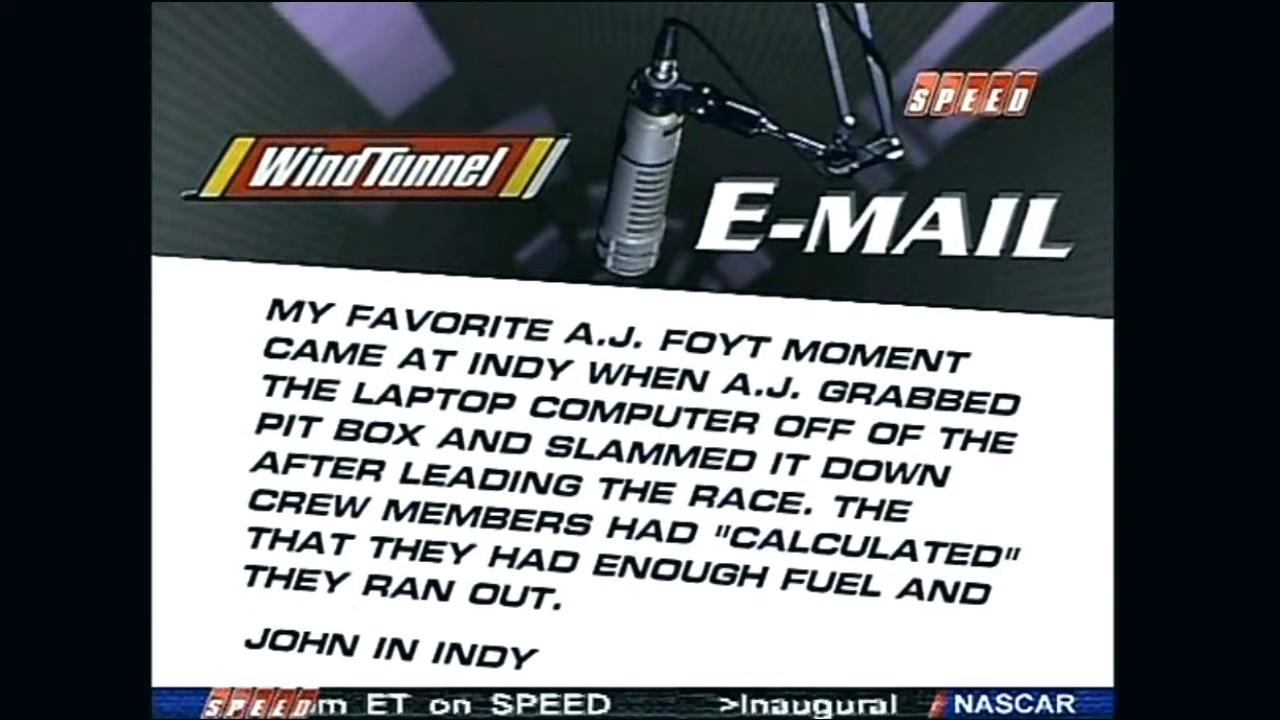 SPEED
WindTunnel
E-MAIL
MY FAVORITE A.J. FOYT MOMENT
CAME AT INDY WHEN A.J. GRABBED
THE LAPTOP COMPUTER OFF OF THE
PIT BOX AND SLAMMED IT DOWN
AFTER LEADING THE RACE. THE
CREW MEMBERS HAD "CALCULATED"
THAT THEY HAD ENOUGH FUEL AND
THEY RAN OUT.
JOHN IN INDY
SPEED m ET on SPEED >Inaugural NASCAR